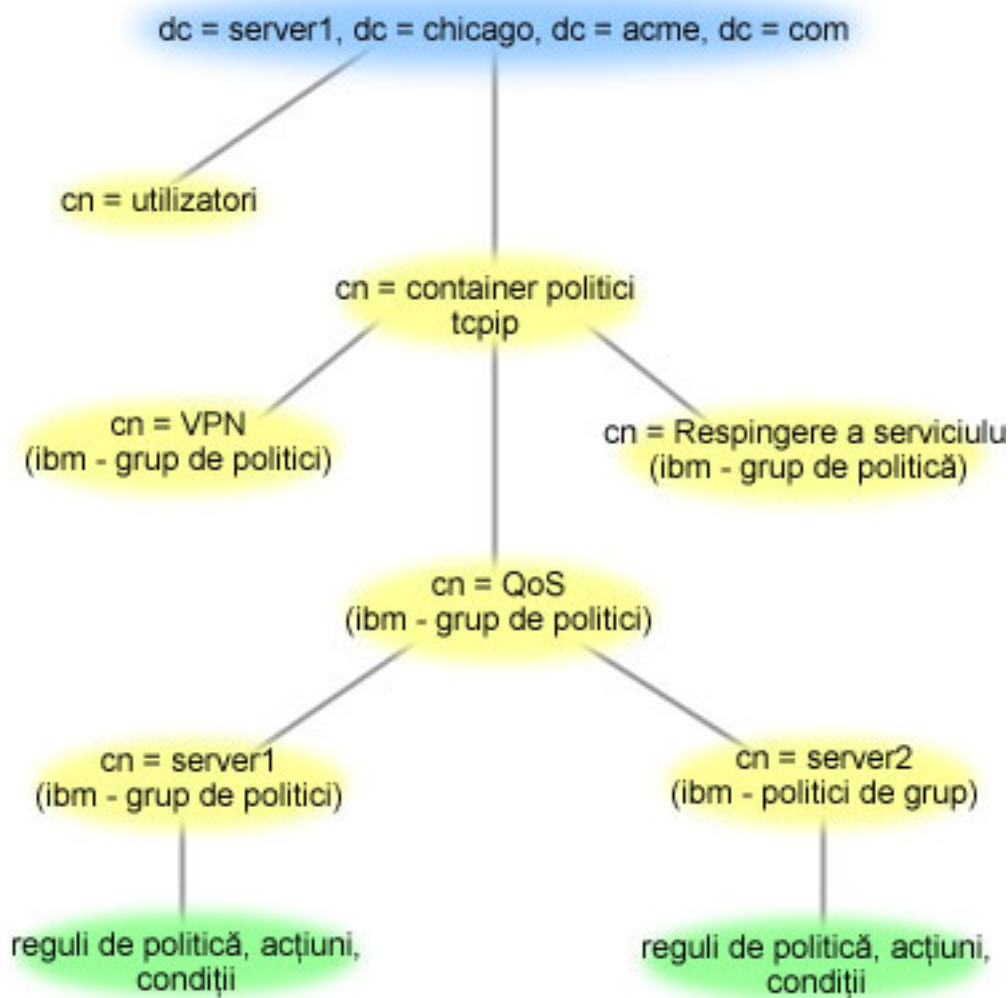 dc = server1, dc = chicago, dc = acme, dc = com
cn = utilizatori
cn = container politici
tcpip
cn = VPN
(ibm - grup de politici)
cn = Respingere a serviciulu
(ibm - grup de politică)
cn = QoS
(ibm - grup de politici)
cn = server1
(ibm - grup de politici)
cn = server2
(ibm - politici de grup)
reguli de politică, acțiuni,
condiții
reguli de politică, acțiuni,
condiții